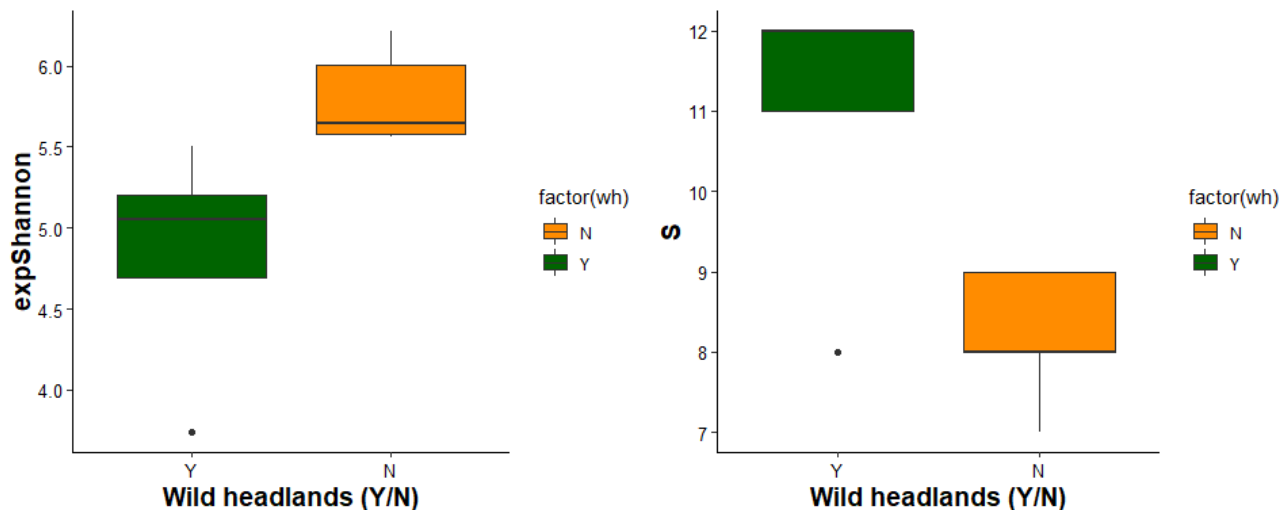 expShannon
6.0
5.5
5.0
4.5
4.0
Y
N
Wild headlands (Y/N)
factor(wh)
N
Y
S
12
11
10
9
8
7
Y
N
Wild headlands (Y/N)
factor(wh)
N
Y